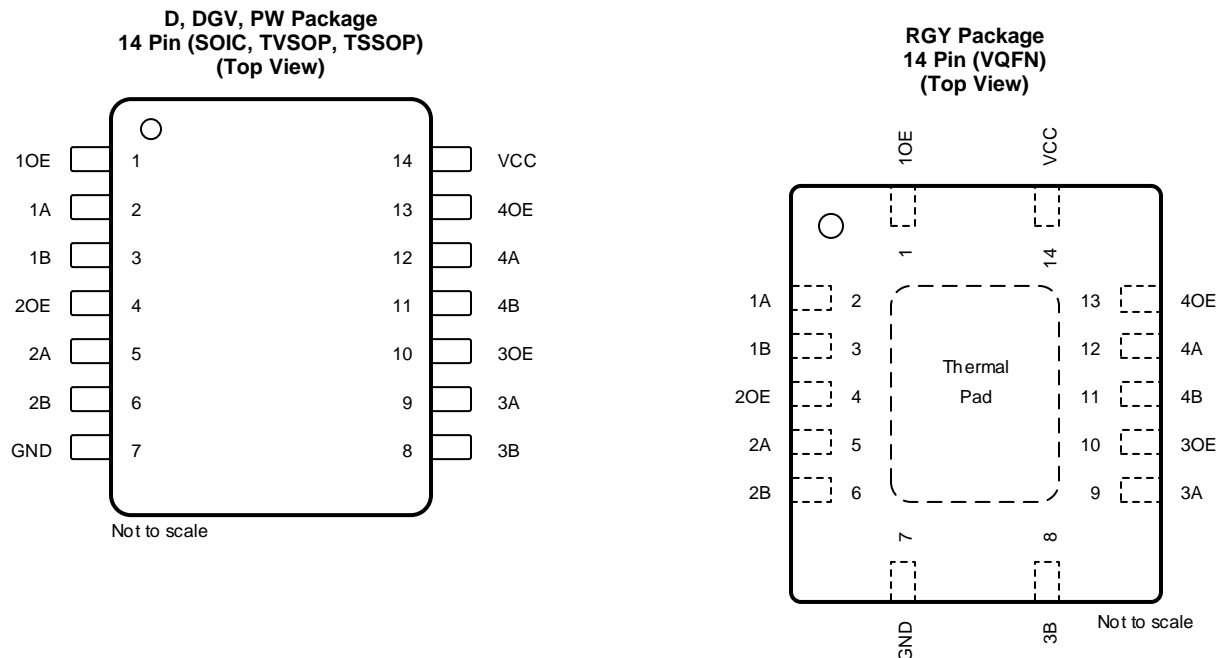 D, DGV, PW Package
14 Pin (SOIC, TVSOP, TSSOP)
(Top View)
1OE 1 14 VCC
1A 2 13 4OE
1B 3 12 4A
2OE 4 11 4B
2A 5 10 3OE
2B 6 9 3A
GND 7 8 3B
Not to scale
RGY Package
14 Pin (VQFN)
(Top View)
1OE VCC
1 14
1A 2 13 4OE
1B 3 12 4A
2OE 4 11 4B
2A 5 10 3OE
2B 6 9 3A
Thermal
Pad
7 8
GND 3B
Not to scale